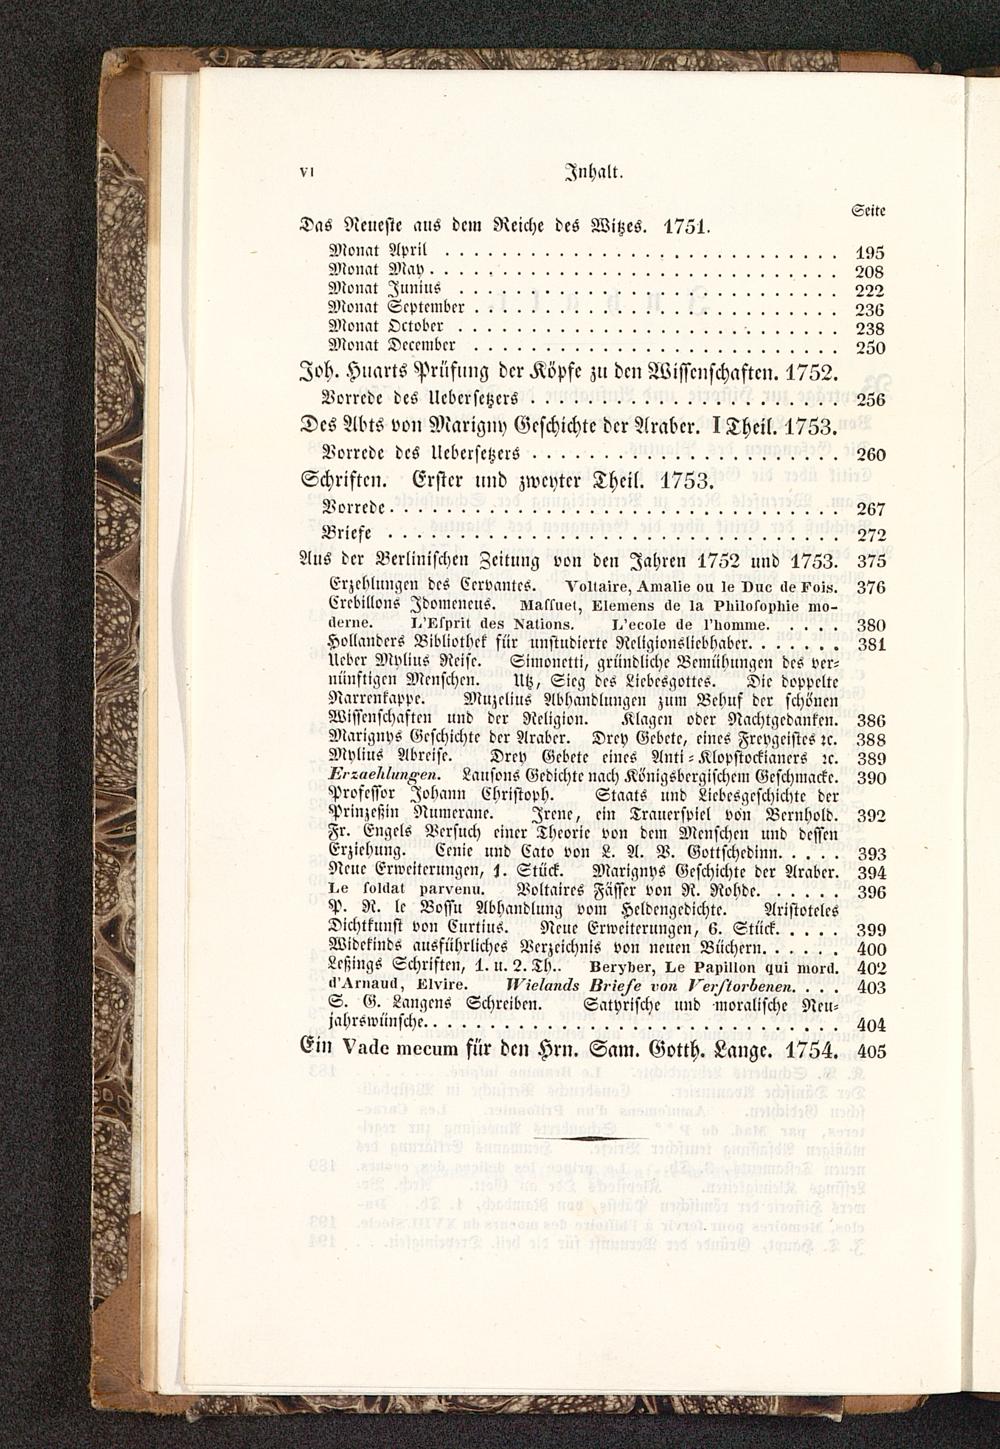 VI
Inhalt.
Seite
Das Neueste aus dem Reiche des Witzes. 1751.
Monat April . . . . . . . . . . . . . . . . . . . . . 195
Monat May . . . . . . . . . . . . . . . . . . . . . 208
Monat Junius . . . . . . . . . . . . . . . . . . . . 222
Monat September . . . . . . . . . . . . . . . . . . . 236
Monat October . . . . . . . . . . . . . . . . . . . . 238
Monat December . . . . . . . . . . . . . . . . . . . . 250
Joh. Huarts Prüfung der Köpfe zu den Wissenschaften. 1752.
Vorrede des Uebersetzers . . . . . . . . . . . . . . . . 256
Des Abts von Marigny Geschichte der Araber. I Theil. 1753.
Vorrede des Uebersetzers . . . . . . . . . . . . . . . . 260
Schriften. Erster und zweyter Theil. 1753.
Vorrede . . . . . . . . . . . . . . . . . . . . . . . 267
Briefe . . . . . . . . . . . . . . . . . . . . . . . 272
Aus der Berlinischen Zeitung von den Jahren 1752 und 1753. 375
Erzehlungen des Cervantes. Voltaire, Amalie ou le Duc de Fois. 376
Crebillons Idomeneus. Maſſuet, Elemens de la Philoſophie mo-
derne. L'Eſprit des Nations. L'ecole de l'homme. . . . . 380
Hollanders Bibliothek für unstudierte Religionsliebhaber. . . . . . . 381
Ueber Mylius Reise. Simonetti, gründliche Bemühungen des ver-
nünftigen Menschen. Utz, Sieg des Liebesgottes. Die doppelte
Narrenkappe. Muzelius Abhandlungen zum Behuf der schönen
Wissenschaften und der Religion. Klagen oder Nachtgedanken. 386
Marignys Geschichte der Araber. Drey Gebete, eines Freygeistes ꝛc. 388
Mylius Abreise. Drey Gebete eines Anti-Klopstockianers ꝛc. 389
Erzaehlungen. Lausons Gedichte nach Königsbergischem Geschmacke. 390
Professor Johann Christoph. Staats und Liebesgeschichte der
Prinzeßin Numerane. Irene, ein Trauerspiel von Bernhold. 392
Fr. Engels Versuch einer Theorie von dem Menschen und dessen
Erziehung. Cenie und Cato von L. A. V. Gottschedinn. . . . . 393
Neue Erweiterungen, 1. Stück. Marignys Geschichte der Araber. 394
Le ſoldat parvenu. Voltaires Fässer von R. Rohde. . . . . . 396
P. R. le Bossu Abhandlung vom Heldengedichte. Aristoteles
Dichtkunst von Curtius. Neue Erweiterungen, 6. Stück. . . . . 399
Widekinds ausführliches Verzeichnis von neuen Büchern. . . . . . 400
Leßings Schriften, 1. u. 2. Th.. Beryber, Le Papillon qui mord. 402
d'Arnaud, Elvire. Wielands Briefe von Verſtorbenen. . . . 403
S. G. Langens Schreiben. Satyrische und moralische Neu-
jahrswünsche. . . . . . . . . . . . . . . . . . . . . . 404
Ein Vade mecum für den Hrn. Sam. Gotth. Lange. 1754. 405